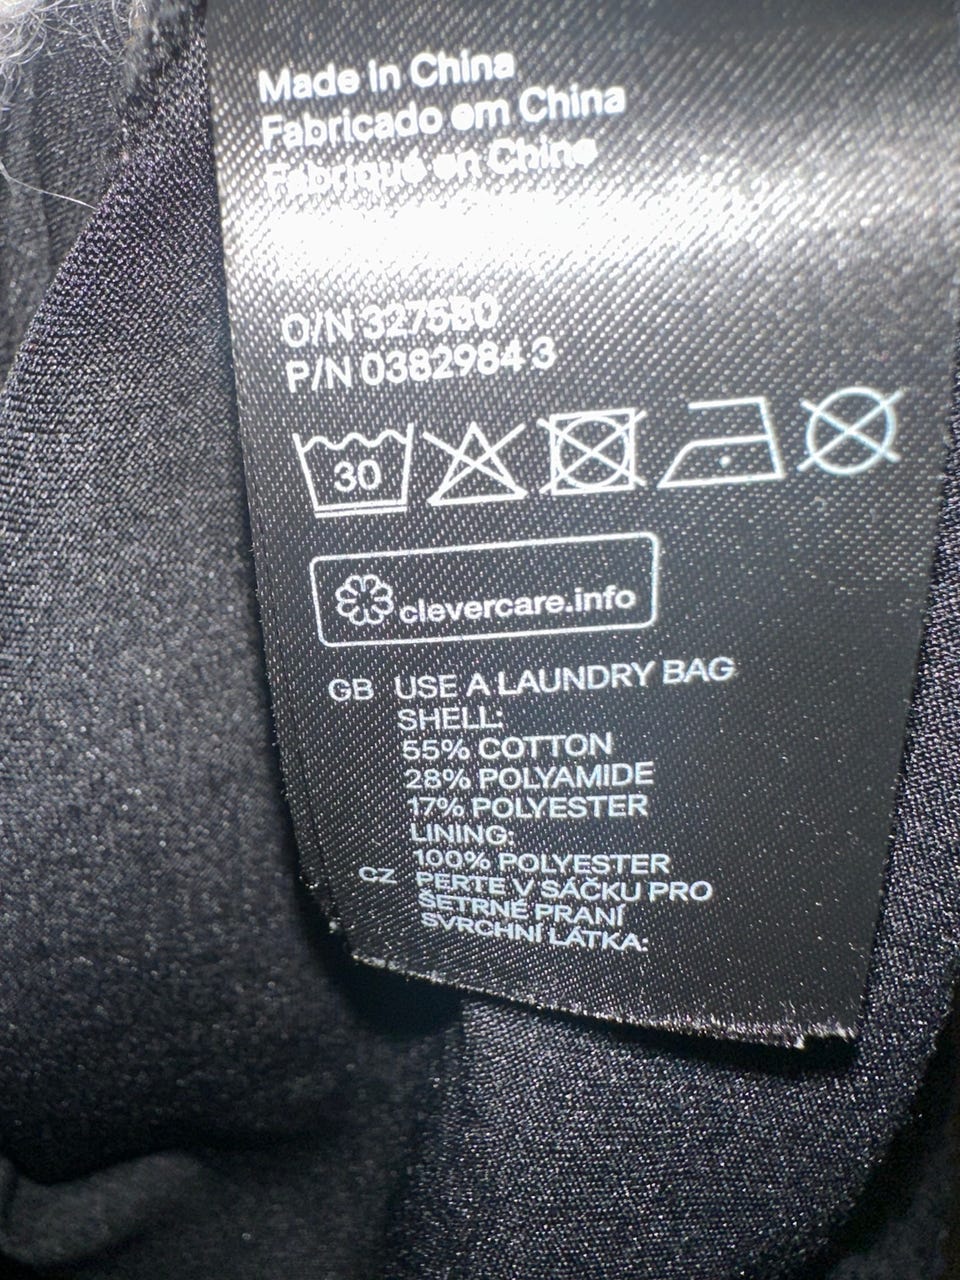 Made in China
Fabricado em China
Fabriqué en Chine
O/N 327580
P/N 0382984 3
30
clevercare.info
GB USE A LAUNDRY BAG
SHELL:
55% COTTON
28% POLYAMIDE
17% POLYESTER
LINING:
100% POLYESTER
CZ PERTE V SÁČKU PRO
ŠETRNÉ PRANÍ
SVRCHNÍ LÁTKA: